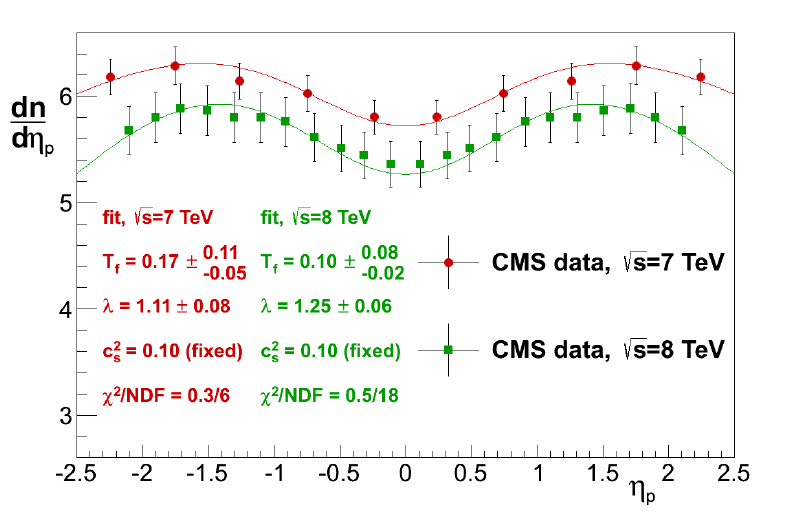 dn
dηp
6
5
4
3
fit, √s=7 TeV
Tf = 0.17 ± 0.11
-0.05
λ = 1.11 ± 0.08
c²s = 0.10 (fixed)
χ²/NDF = 0.3/6
fit, √s=8 TeV
Tf = 0.10 ± 0.08
-0.02
λ = 1.25 ± 0.06
c²s = 0.10 (fixed)
χ²/NDF = 0.5/18
CMS data, √s=7 TeV
CMS data, √s=8 TeV
-2.5 -2 -1.5 -1 -0.5 0 0.5 1 1.5 2 2.5
ηp